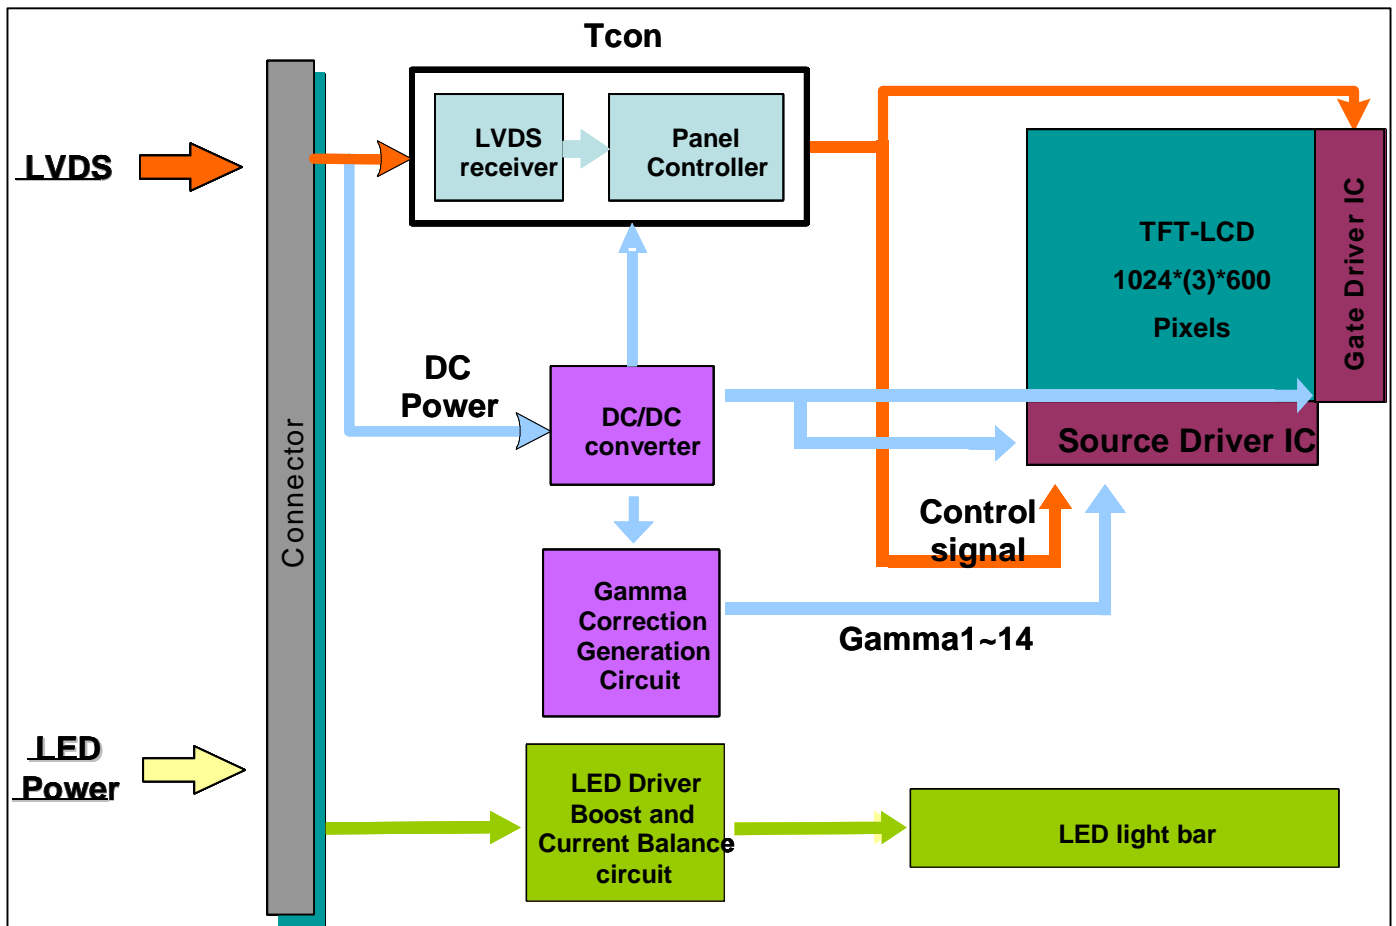 Tcon
LVDS
LVDS
receiver
Panel
Controller
TFT-LCD
1024*(3)*600
Pixels
Gate Driver IC
DC
Power
DC/DC
converter
Source Driver IC
Connector
Control
signal
Gamma
Correction
Generation
Circuit
Gamma1~14
LED
Power
LED Driver
Boost and
Current Balance
circuit
LED light bar